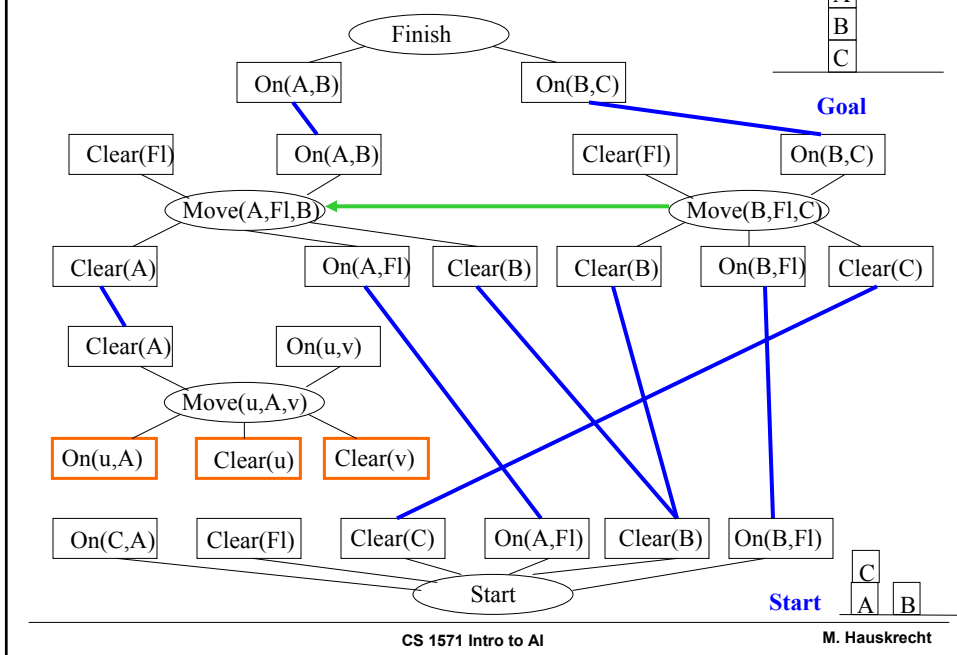 A
B
C
Goal
Finish
On(A,B) On(B,C)
Clear(Fl) On(A,B) Clear(Fl) On(B,C)
Move(A,Fl,B) Move(B,Fl,C)
Clear(A) On(A,Fl) Clear(B) Clear(B) On(B,Fl) Clear(C)
Clear(A) On(u,v)
Move(u,A,v)
On(u,A) Clear(u) Clear(v)
On(C,A) Clear(Fl) Clear(C) On(A,Fl) Clear(B) On(B,Fl)
Start
C
Start A B
CS 1571 Intro to AI M. Hauskrecht